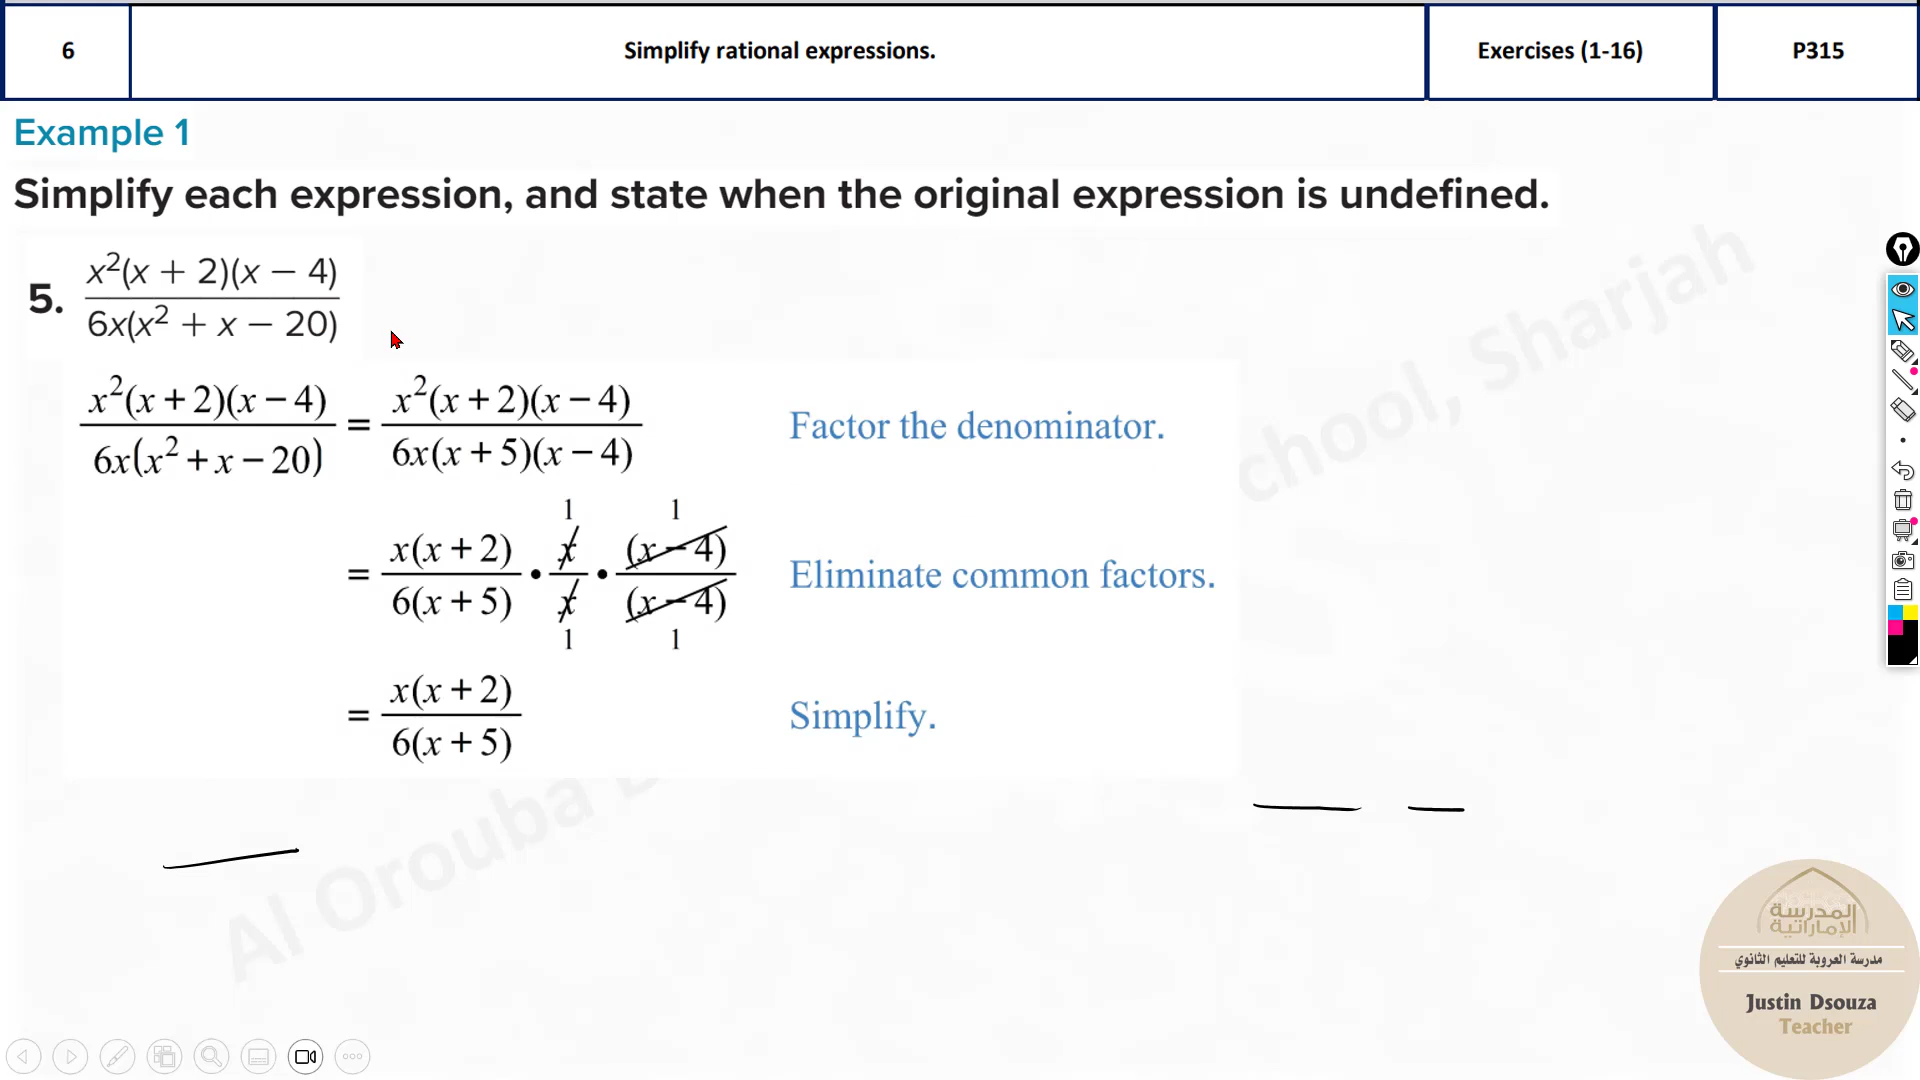 6 Simplify rational expressions. Exercises (1-16) P315
Example 1
Simplify each expression, and state when the original expression is undefined.
5. x²(x + 2)(x − 4) / 6x(x² + x − 20)
x²(x + 2)(x − 4) / 6x(x² + x − 20) = x²(x + 2)(x − 4) / 6x(x + 5)(x − 4) Factor the denominator.
1 1
= x(x + 2) / 6(x + 5) • x / x • (x − 4) / (x − 4) Eliminate common factors.
1 1
= x(x + 2) / 6(x + 5) Simplify.
Al Orouba
chool, Sharjah
المدرسة
الإماراتية
مدرسة العروبة للتعليم الثانوي
Justin Dsouza
Teacher